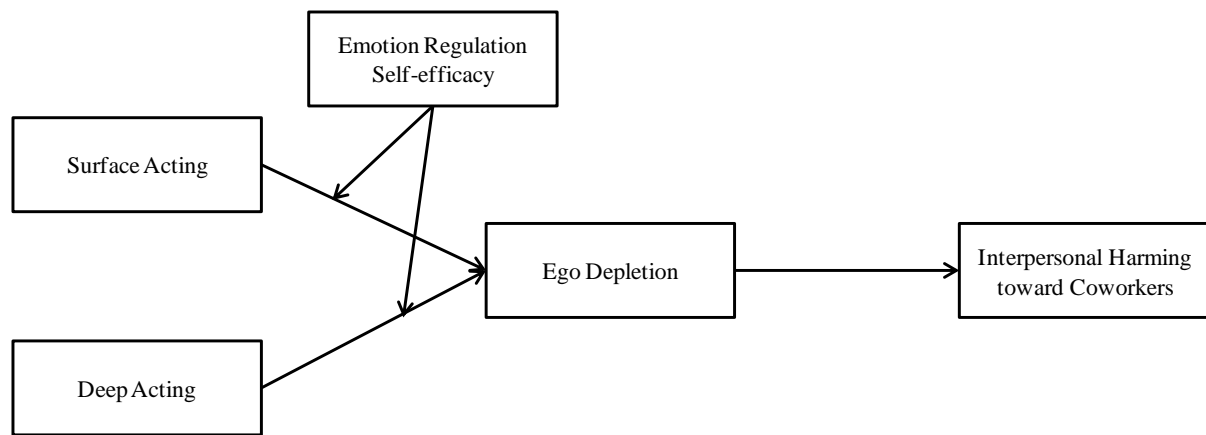 Emotion Regulation
Self-efficacy
Surface Acting
Ego Depletion
Interpersonal Harming
toward Coworkers
Deep Acting